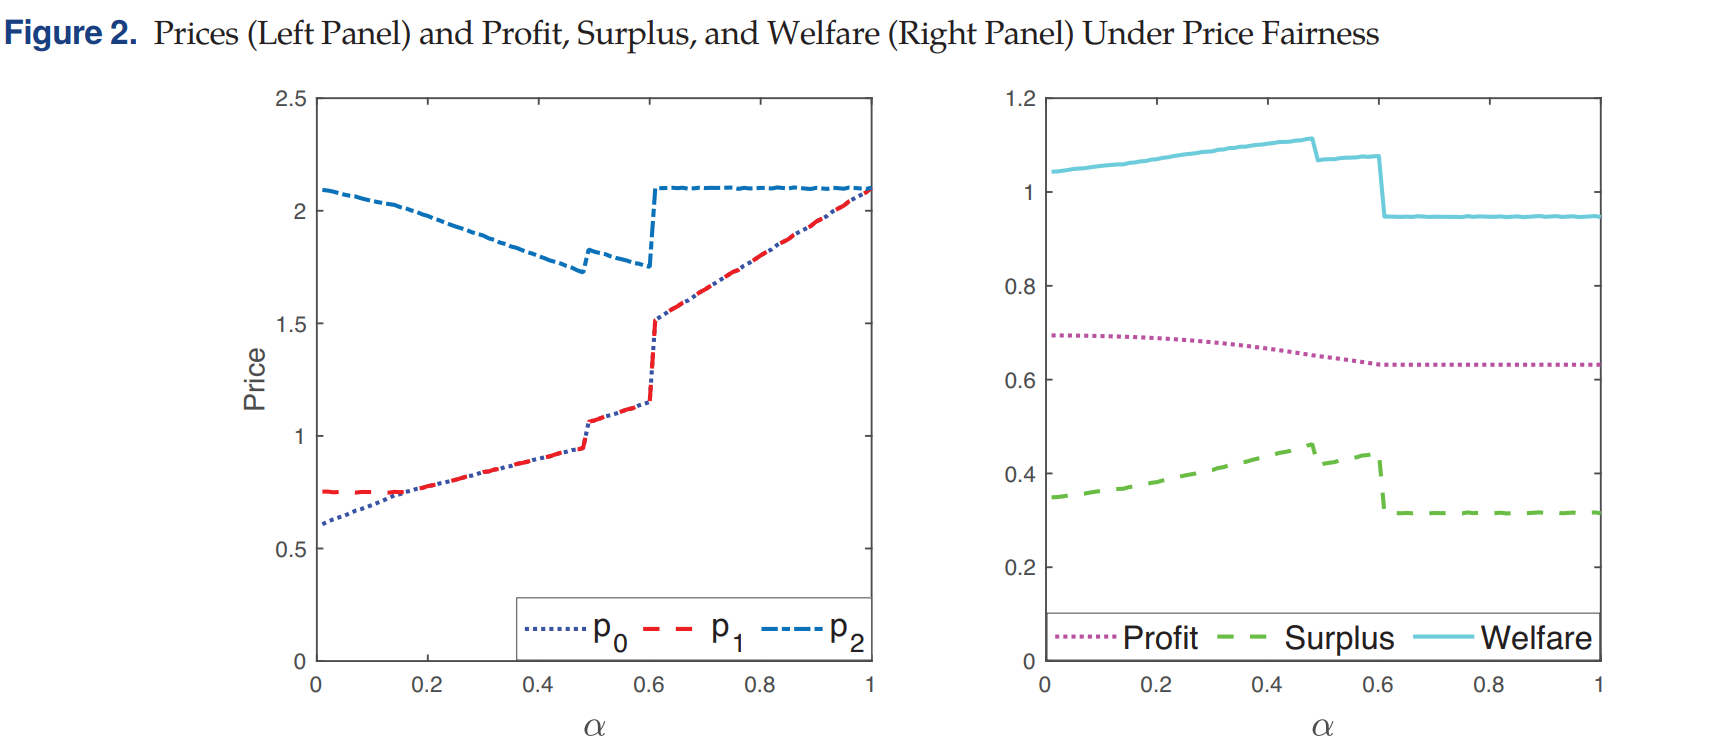 Figure 2. Prices (Left Panel) and Profit, Surplus, and Welfare (Right Panel) Under Price Fairness
2.5
2
1.5
1
0.5
0
Price
0 0.2 0.4 0.6 0.8 1
α
p0 p1 p2
1.2
1
0.8
0.6
0.4
0.2
0
0 0.2 0.4 0.6 0.8 1
α
Profit Surplus Welfare